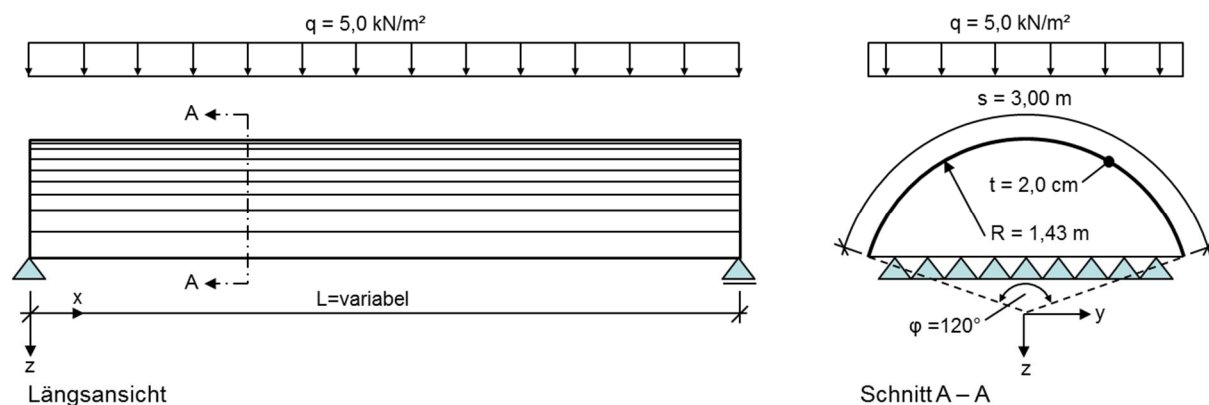 q = 5,0 kN/m²
A
A
L=variabel
x
z
Längsansicht
q = 5,0 kN/m²
s = 3,00 m
t = 2,0 cm
R = 1,43 m
φ =120°
y
z
Schnitt A – A